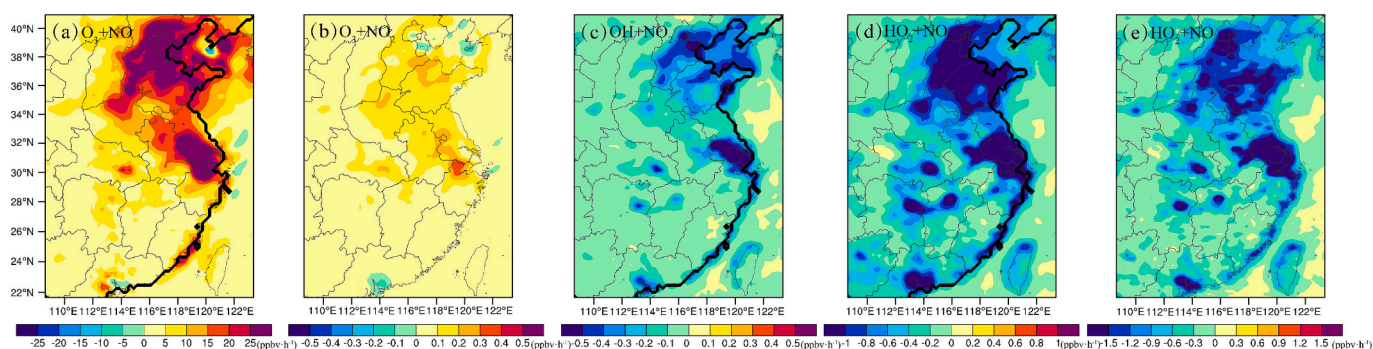 (a) O₃+NO
(b) O₃+NO₂
(c) OH+NO
(d) HO₂+NO
(e) HO₂+NO
40°N
38°N
36°N
34°N
32°N
30°N
28°N
26°N
24°N
22°N
110°E 112°E 114°E 116°E 118°E 120°E 122°E
110°E 112°E 114°E 116°E 118°E 120°E 122°E
110°E 112°E 114°E 116°E 118°E 120°E 122°E
110°E 112°E 114°E 116°E 118°E 120°E 122°E
110°E 112°E 114°E 116°E 118°E 120°E 122°E
-25 -20 -15 -10 -5 0 5 10 15 20 25 (ppbv·h⁻¹)
-0.5 -0.4 -0.3 -0.2 -0.1 0 0.1 0.2 0.3 0.4 0.5 (ppbv·h⁻¹)
-0.5 -0.4 -0.3 -0.2 -0.1 0 0.1 0.2 0.3 0.4 0.5 (ppbv·h⁻¹)
-1 -0.8 -0.6 -0.4 -0.2 0 0.2 0.4 0.6 0.8 1 (ppbv·h⁻¹)
-1.5 -1.2 -0.9 -0.6 -0.3 0 0.3 0.6 0.9 1.2 1.5 (ppbv·h⁻¹)